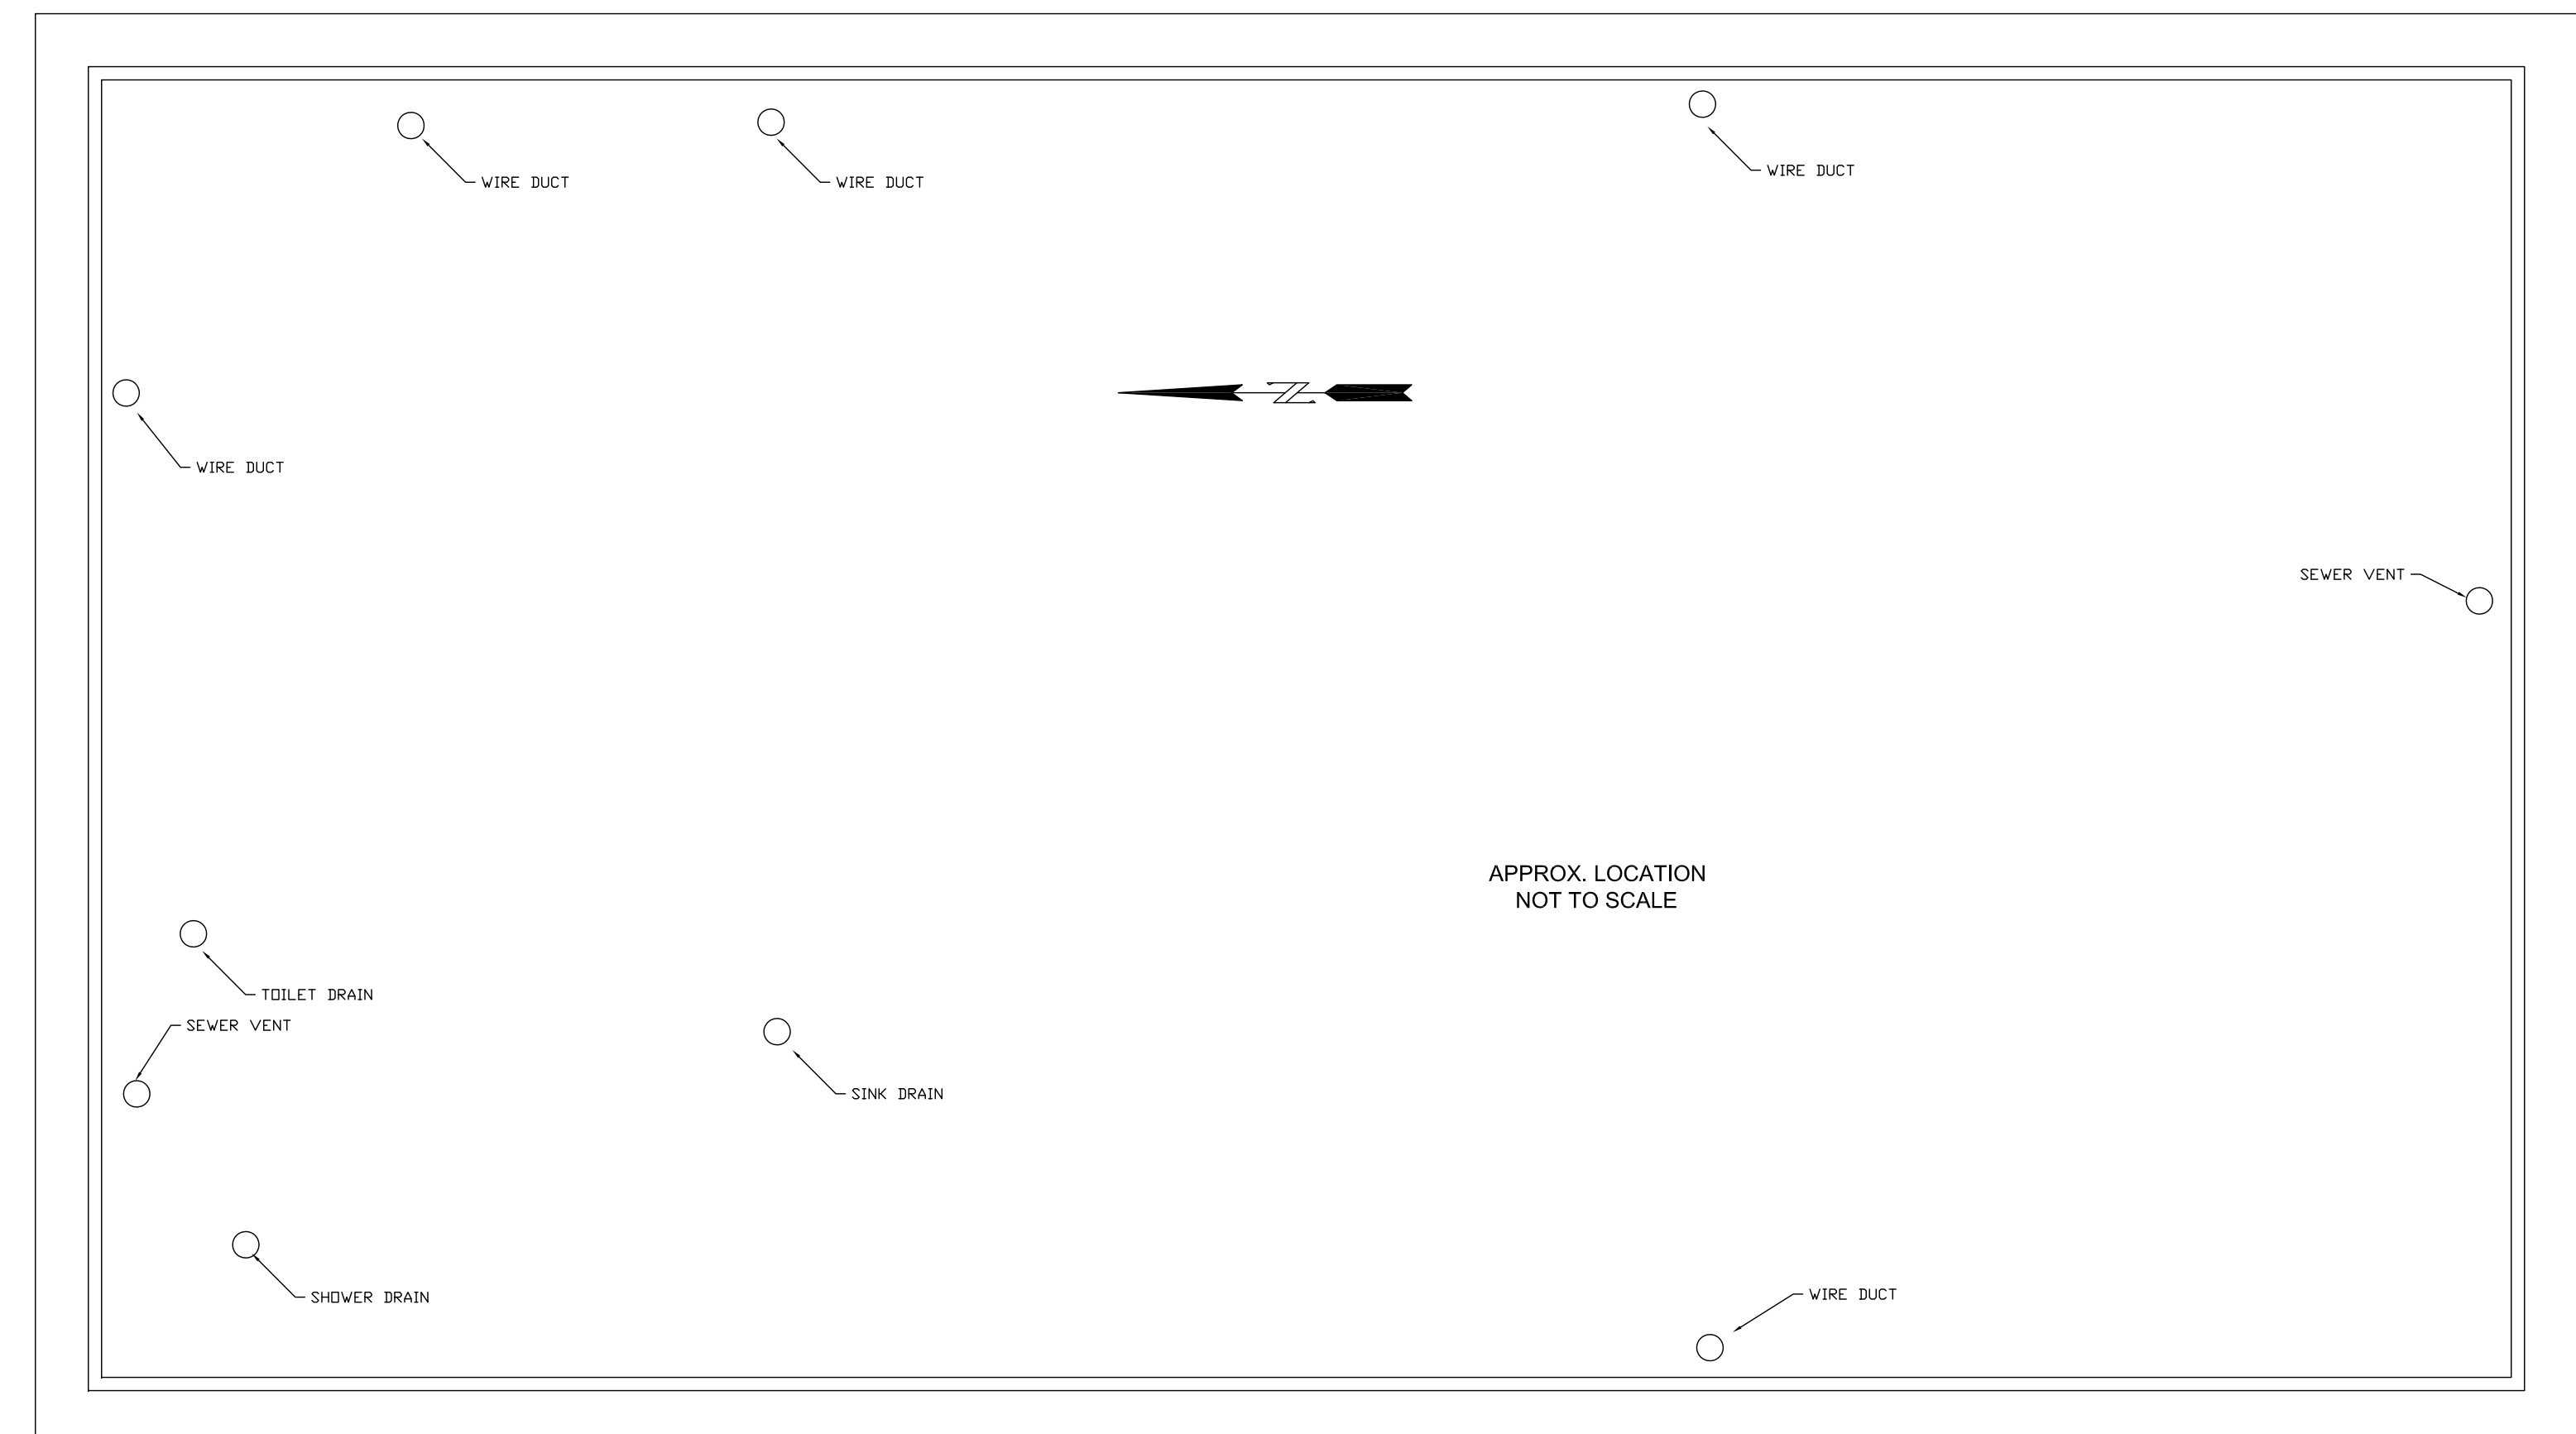 WIRE DUCT
WIRE DUCT
WIRE DUCT
Z
WIRE DUCT
SEWER VENT
APPROX. LOCATION
NOT TO SCALE
TOILET DRAIN
SEWER VENT
SINK DRAIN
SHOWER DRAIN
WIRE DUCT